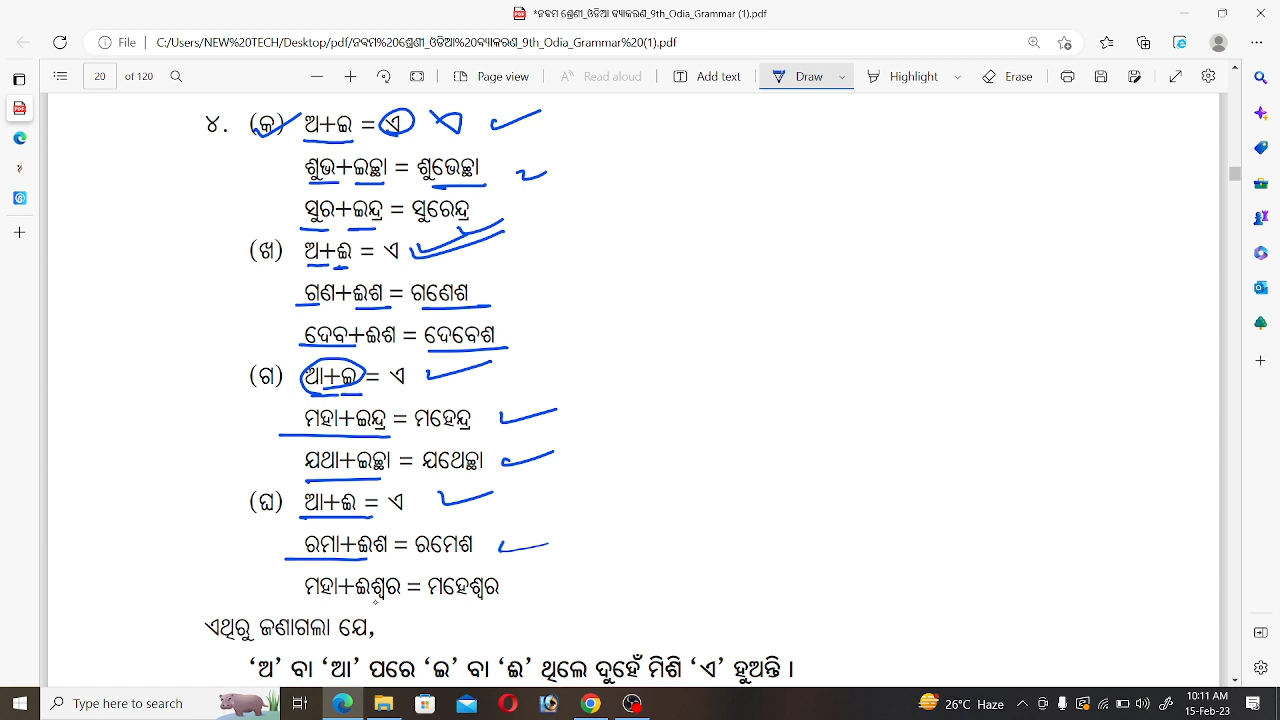 *ନବମ ଶ୍ରେଣୀ_ଓଡିଆ ବ୍ୟାକରଣ_9th_Odia_Grammar (1).pdf
File C:/Users/NEW%20TECH/Desktop/pdf/ନବମ%20ଶ୍ରେଣୀ_ଓଡିଆ%20ବ୍ୟାକରଣ_9th_Odia_Grammar%20(1).pdf
20 of 120 Page view Read aloud Add text Draw Highlight Erase
୪. (କ) ଅ+ଇ = ଏ
ଶୁଭ+ଇଚ୍ଛା = ଶୁଭେଚ୍ଛା
ସୁର+ଇନ୍ଦ୍ର = ସୁରେନ୍ଦ୍ର
(ଖ) ଅ+ଈ = ଏ
ଗଣ+ଈଶ = ଗଣେଶ
ଦେବ+ଈଶ = ଦେବେଶ
(ଗ) ଆ+ଇ = ଏ
ମହା+ଇନ୍ଦ୍ର = ମହେନ୍ଦ୍ର
ଯଥା+ଇଚ୍ଛା = ଯଥେଚ୍ଛା
(ଘ) ଆ+ଈ = ଏ
ରମା+ଈଶ = ରମେଶ
ମହା+ଈଶ୍ୱର = ମହେଶ୍ୱର
ଏଥିରୁ ଜଣାଗଲା ଯେ,
‘ଅ’ ବା ‘ଆ’ ପରେ ‘ଇ’ ବା ‘ଈ’ ଥିଲେ ଦୁହେଁ ମିଶି ‘ଏ’ ହୁଅନ୍ତି ।
Type here to search 26°C Haze 10:11 AM
15-Feb-23